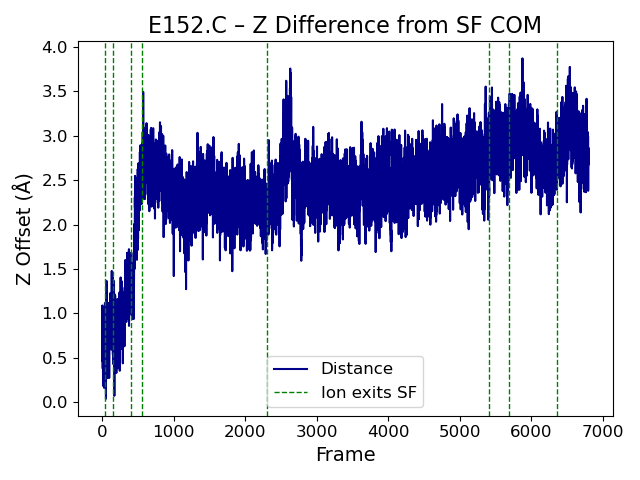 E152.C – Z Difference from SF COM
4.0
3.5
3.0
2.5
2.0
1.5
1.0
0.5
0.0
Z Offset (Å)
Distance
Ion exits SF
0 1000 2000 3000 4000 5000 6000 7000
Frame